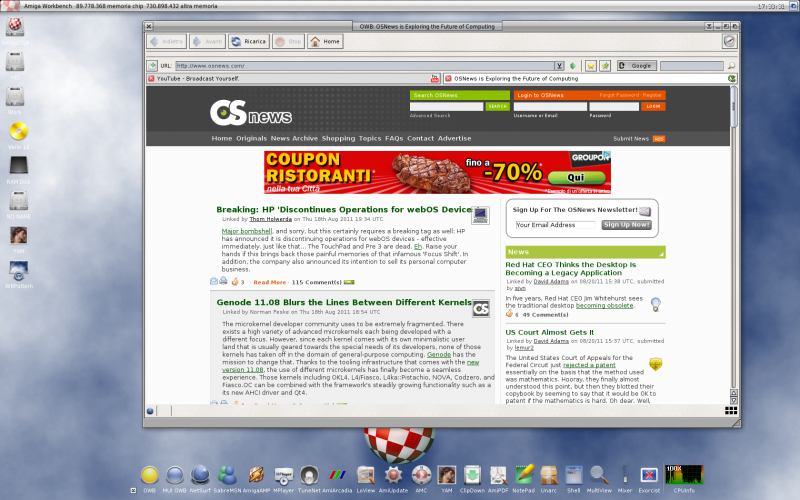 Amiga Workbench  89.778.368 memoria chip  730.898.432 altra memoria
OWB: OSNews is Exploring the Future of Computing
Indietro Avanti Ricarica Stop Home
URL: http://www.osnews.com/ Google
YouTube - Broadcast Yourself.
OSNews is Exploring the Future of Computing
OSnews
Search OSNews
SEARCH
Advanced Search
Login to OSNews Forgot Password · Register
LOGIN
Username or Email Password
Home Originals News Archive Shopping Topics FAQs Contact Advertise
Submit News
COUPON
RISTORANTI*
nella tua Città
fino a
-70%*
GROUPON
Qui
*Esempio di un'offerta in arrivo
Breaking: HP 'Discontinues Operations for webOS Device
Linked by Thom Holwerda on Thu 18th Aug 2011 19:34 UTC
Major bombshell, and sorry, but this certainly requires a breaking tag as well: HP
has announced it is discontinuing operations for webOS devices - effective
immediately. Just like that... The TouchPad and Pre 3 are dead. Eh. Raise your
hands if this brings back those painful memories of that infamous 'Focus Shift'. In
addition, the company also announced its intention to sell its personal computer
business.
3 · Read More · 115 Comment(s)
Genode 11.08 Blurs the Lines Between Different Kernels
Linked by Norman Feske on Thu 18th Aug 2011 18:54 UTC
The microkernel developer community uses to be extremely fragmented. There
exists a high variety of advanced microkernels each being developed with a
different focus. However, since each kernel comes with its own minimalistic user
land that is usually geared towards the special needs of its developers, none of those
kernels has taken off in the domain of general-purpose computing. Genode has the
mission to change that. Thanks to the tooling infrastructure that comes with the new
version 11.08, the use of different microkernels has finally become a seamless
experience. Those kernels including OKL4, L4/Fiasco, L4ka::Pistachio, NOVA, Codezero, and
Fiasco.OC can be combined with the framework's steadily growing functionality such as
its new AHCI driver and Qt4.
Sign Up For The OSNews Newsletter!
Your Email Address Sign Up Now!
News
Red Hat CEO Thinks the Desktop Is
Becoming a Legacy Application
Linked by David Adams on 08/20/11 15:38 UTC, submitted
by sjvn
In five years, Red Hat CEO Jim Whitehurst sees
the traditional desktop becoming obsolete.
6 49 Comment(s)
US Court Almost Gets It
Linked by David Adams on 08/20/11 15:37 UTC, submitted
by lemur2
The United States Court of Appeals for the
Federal Circuit just rejected a patent
essentially on the basis that the method used
was mathematics. Hooray, they finally almost
understood this point, but then they blotted their
copybook by seeming to say that it would be OK to
patent if the mathematics is hard. Oh dear. Well,
Work
RAM Disk
NO NAME
YAM
OWB MUI OWB NetSurf SabreMSN AmigaAMP MPlayer TuneNet AmiArcadia LoView AmiUpdate AMC YAM ClipDown AmiPDF NotePad Unarc Shell MultiView Mixer Exorcist CPUInfo
100%